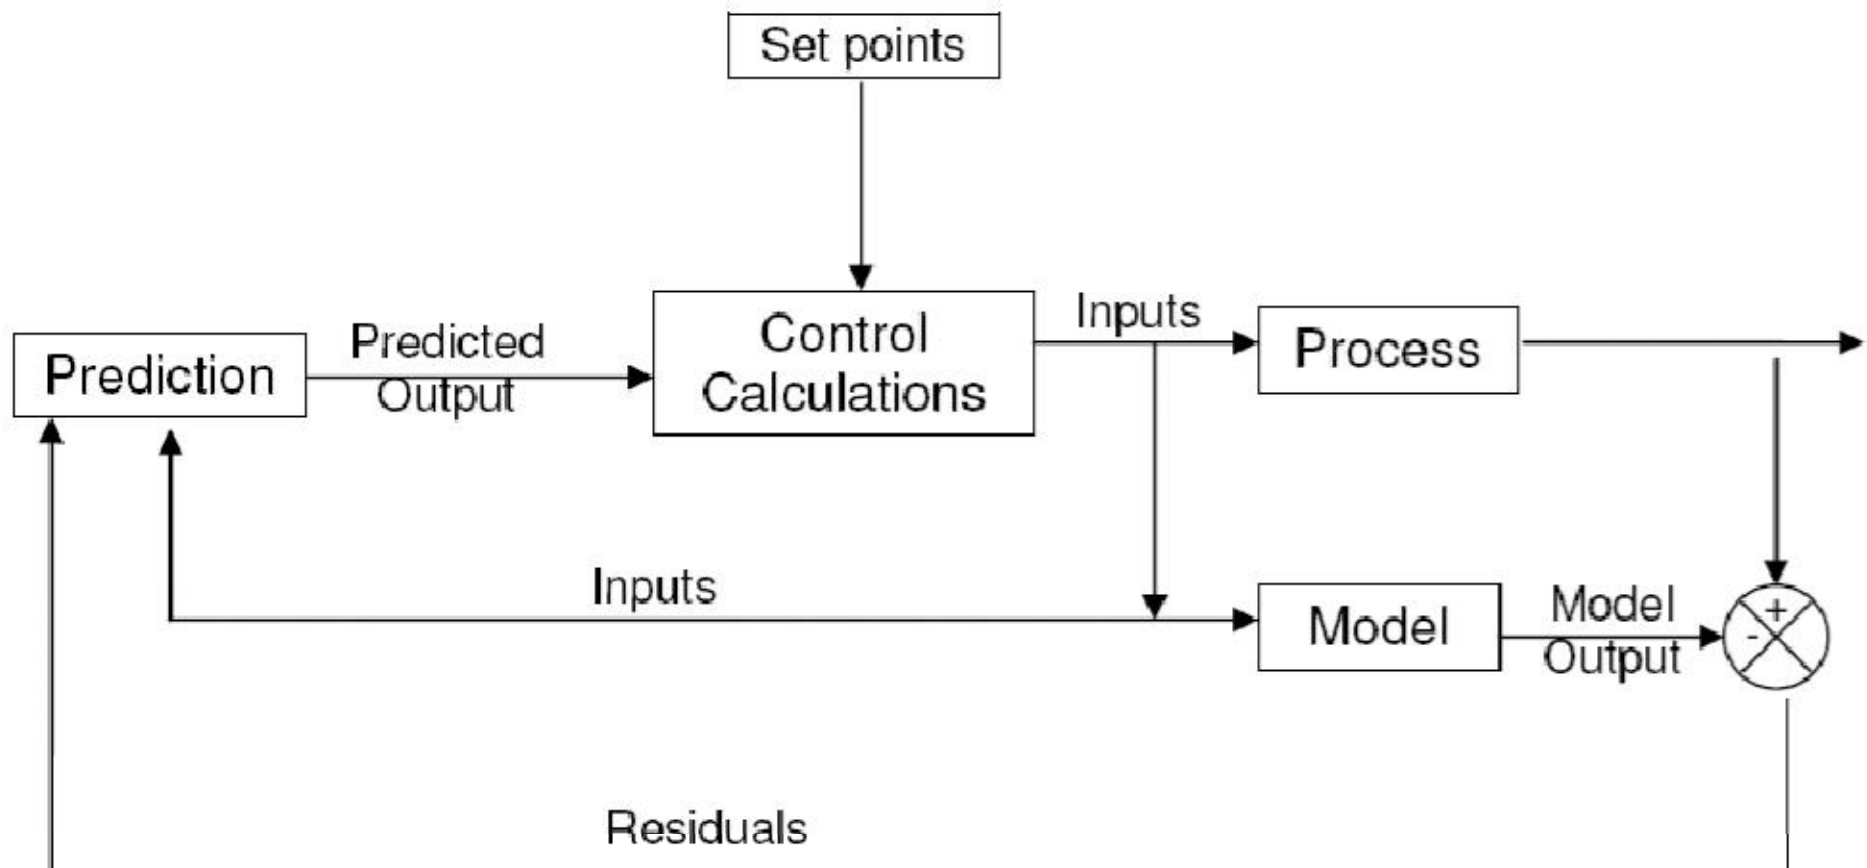 Set points
Prediction
Predicted
Output
Control
Calculations
Inputs
Process
Inputs
Model
Model
Output
+
-
Residuals